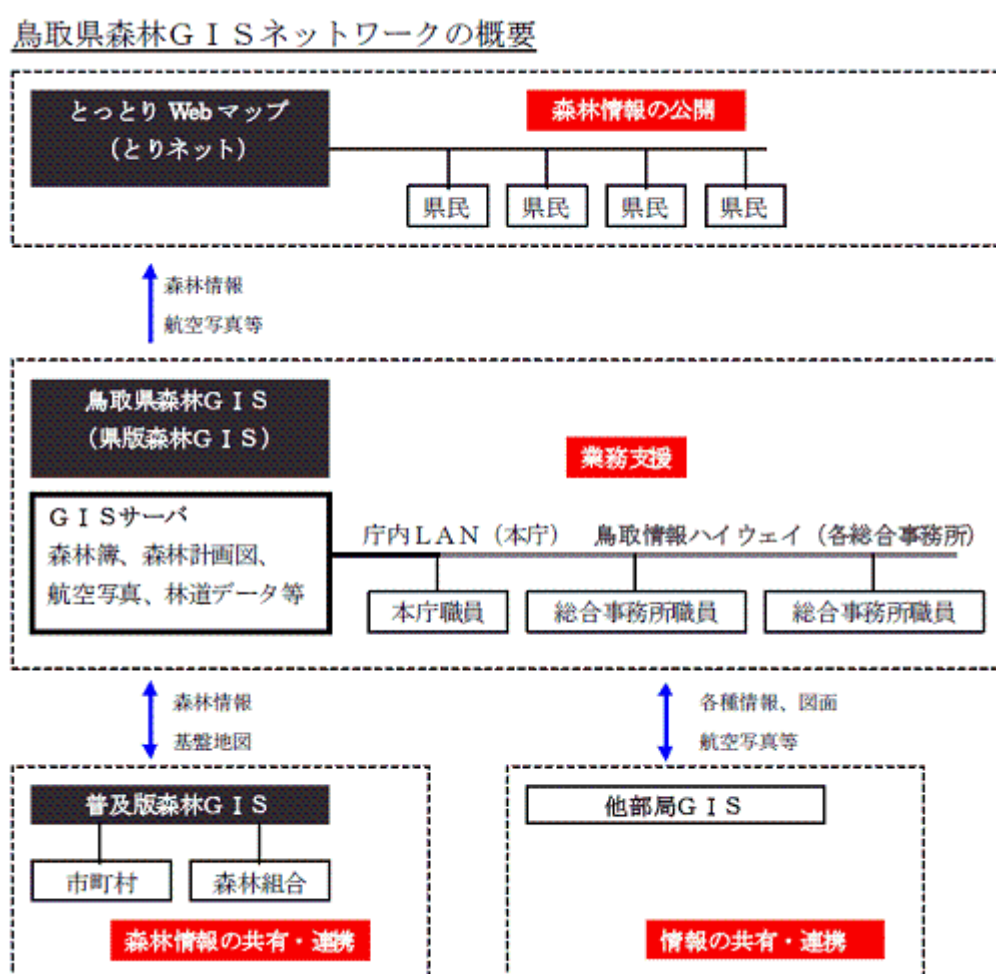 鳥取県森林ＧＩＳネットワークの概要
とっとり Web マップ
（とりネット）
森林情報の公開
県民
県民
県民
県民
森林情報
航空写真等
鳥取県森林ＧＩＳ
（県版森林ＧＩＳ）
業務支援
ＧＩＳサーバ
森林簿、森林計画図、
航空写真、林道データ等
庁内ＬＡＮ（本庁）
鳥取情報ハイウェイ（各総合事務所）
本庁職員
総合事務所職員
総合事務所職員
森林情報
基盤地図
各種情報、図面
航空写真等
普及版森林ＧＩＳ
市町村
森林組合
森林情報の共有・連携
他部局ＧＩＳ
情報の共有・連携